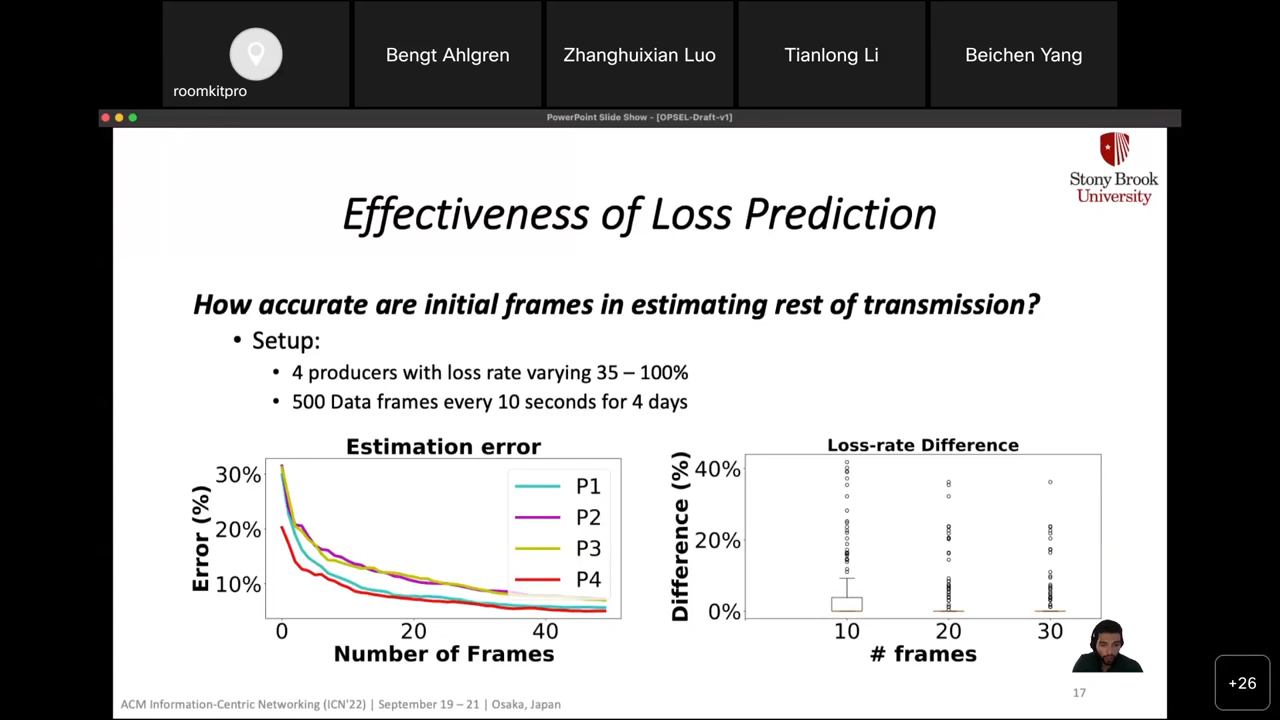 roomkitpro
Bengt Ahlgren
Zhanghuixian Luo
Tianlong Li
Beichen Yang
PowerPoint Slide Show - [OPSEL-Draft-v1]
Stony Brook
University
Effectiveness of Loss Prediction
How accurate are initial frames in estimating rest of transmission?
• Setup:
• 4 producers with loss rate varying 35 – 100%
• 500 Data frames every 10 seconds for 4 days
Estimation error
Error (%)
30%
20%
10%
P1
P2
P3
P4
0 20 40
Number of Frames
Loss-rate Difference
Difference (%)
40%
20%
0%
10 20 30
# frames
ACM Information-Centric Networking (ICN'22) | September 19 – 21 | Osaka, Japan
17
+26